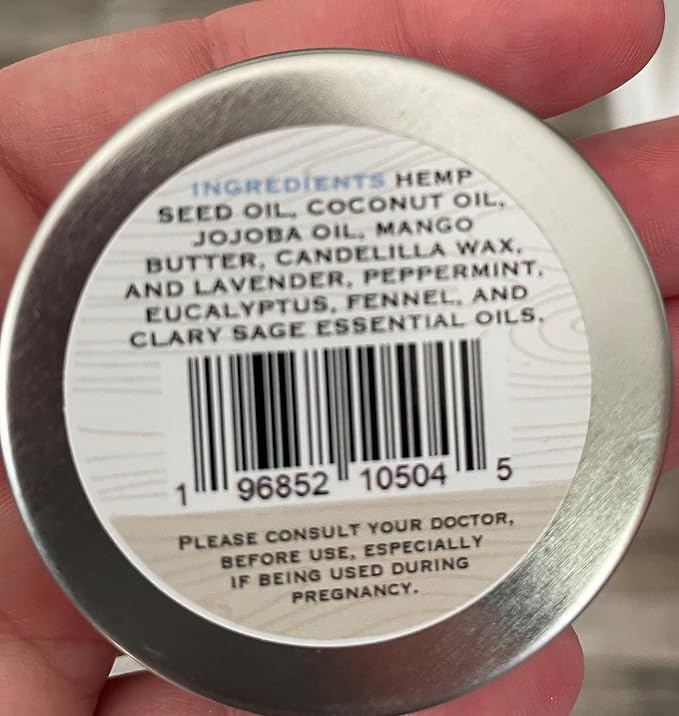 INGREDIENTS HEMP
SEED OIL, COCONUT OIL,
JOJOBA OIL, MANGO
BUTTER, CANDELILLA WAX,
AND LAVENDER, PEPPERMINT,
EUCALYPTUS, FENNEL, AND
CLARY SAGE ESSENTIAL OILS.
1 96852 10504 5
PLEASE CONSULT YOUR DOCTOR,
BEFORE USE, ESPECIALLY
IF BEING USED DURING
PREGNANCY.